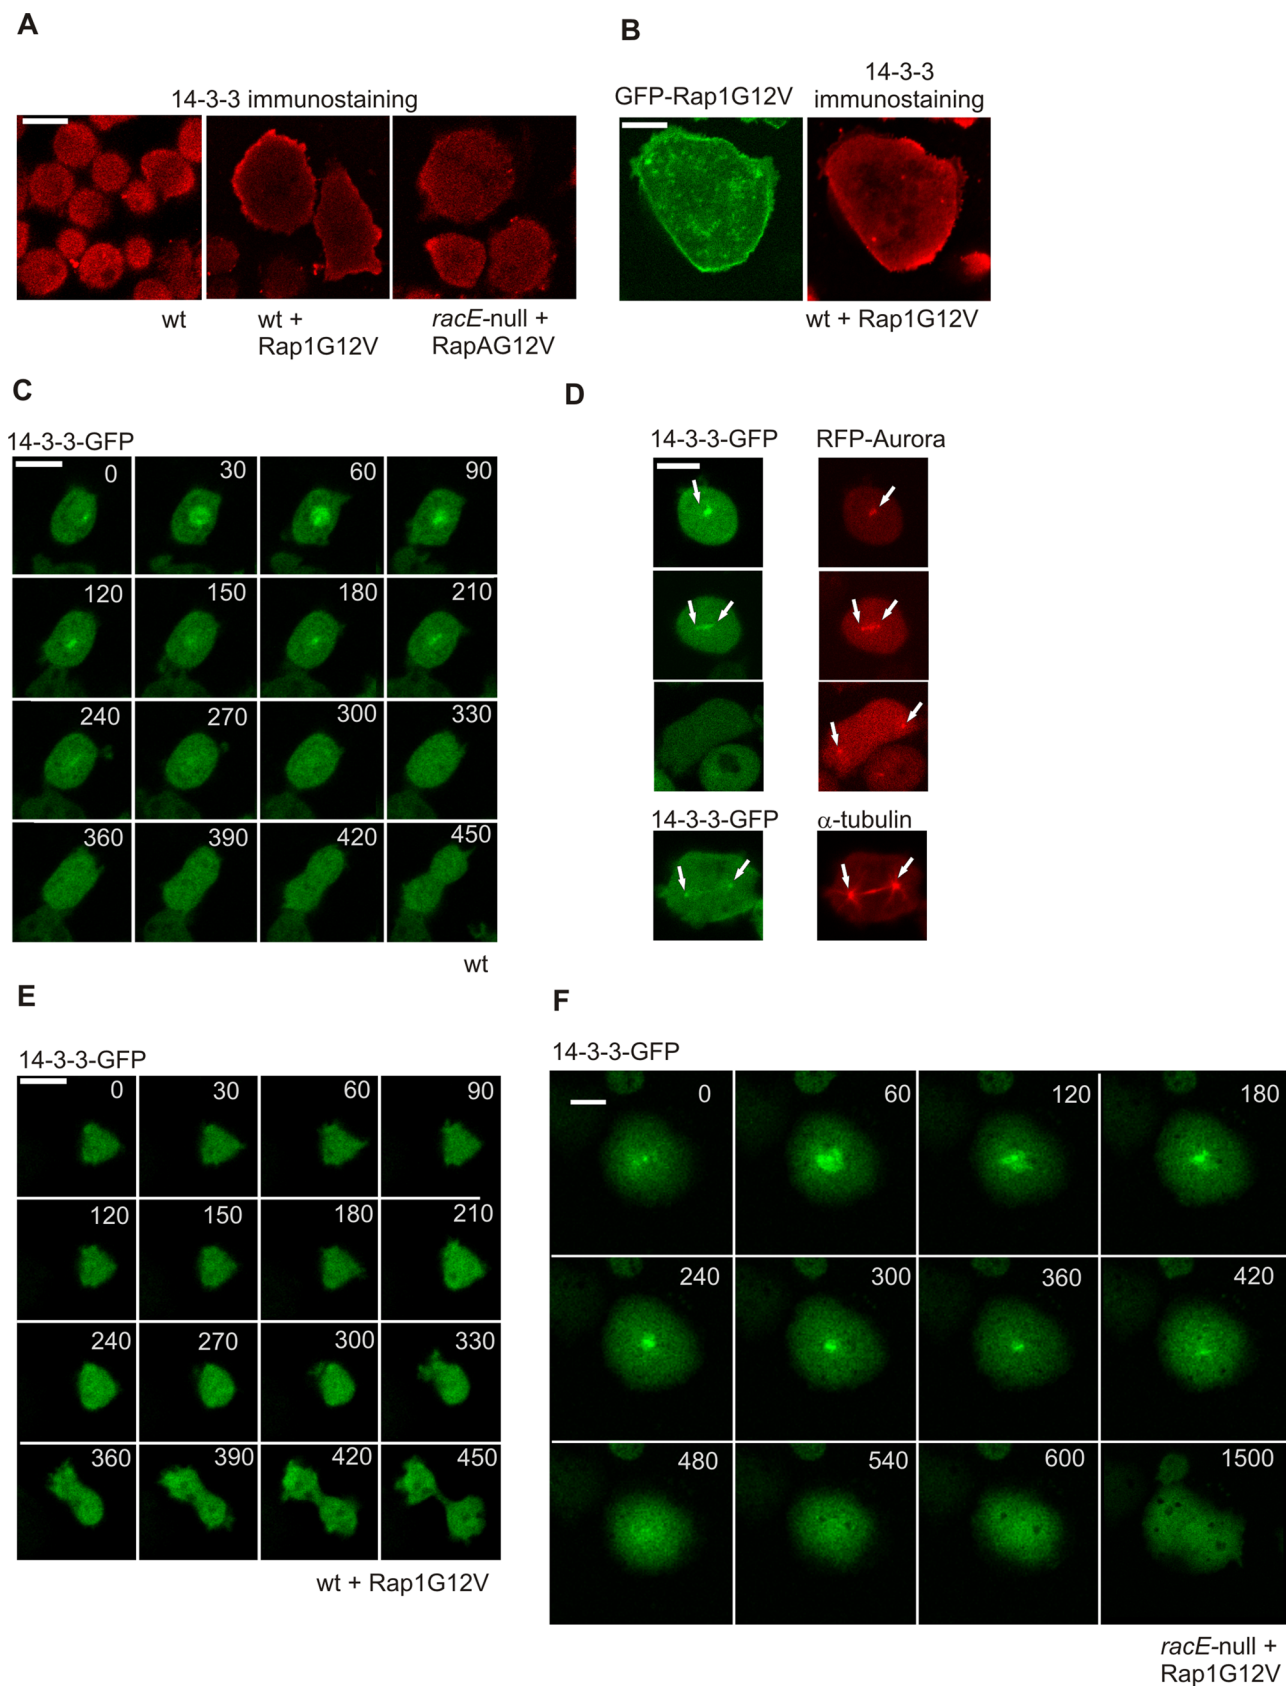 A
B
14-3-3 immunostaining
GFP-Rap1G12V
14-3-3
immunostaining
wt
wt +
Rap1G12V
racE-null +
RapAG12V
wt + Rap1G12V
C
D
14-3-3-GFP
0 30 60 90
120 150 180 210
240 270 300 330
360 390 420 450
wt
14-3-3-GFP RFP-Aurora
14-3-3-GFP α-tubulin
E
F
14-3-3-GFP
0 30 60 90
120 150 180 210
240 270 300 330
360 390 420 450
wt + Rap1G12V
14-3-3-GFP
0 60 120 180
240 300 360 420
480 540 600 1500
racE-null +
Rap1G12V